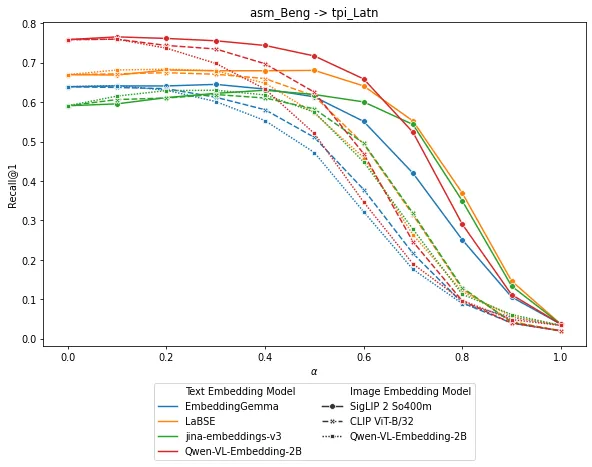 asm_Beng -> tpi_Latn
Recall@1
0.8
0.7
0.6
0.5
0.4
0.3
0.2
0.1
0.0
0.0 0.2 0.4 0.6 0.8 1.0
α
Text Embedding Model
EmbeddingGemma
LaBSE
jina-embeddings-v3
Qwen-VL-Embedding-2B
Image Embedding Model
SigLIP 2 So400m
CLIP ViT-B/32
Qwen-VL-Embedding-2B